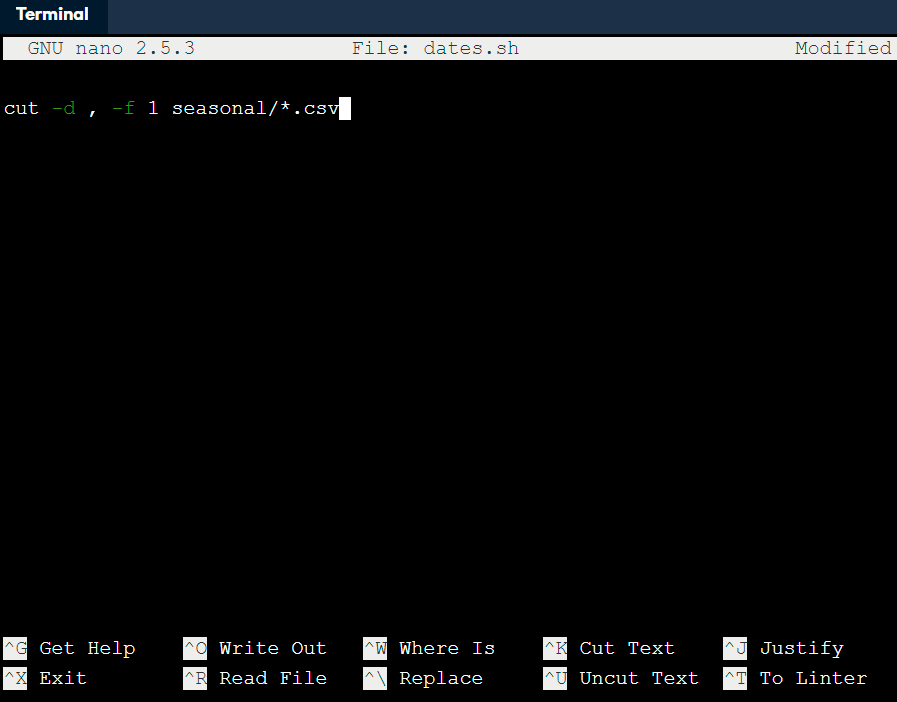 Terminal
GNU nano 2.5.3 File: dates.sh Modified
cut -d , -f 1 seasonal/*.csv
^G Get Help ^O Write Out ^W Where Is ^K Cut Text ^J Justify
^X Exit ^R Read File ^\ Replace ^U Uncut Text ^T To Linter